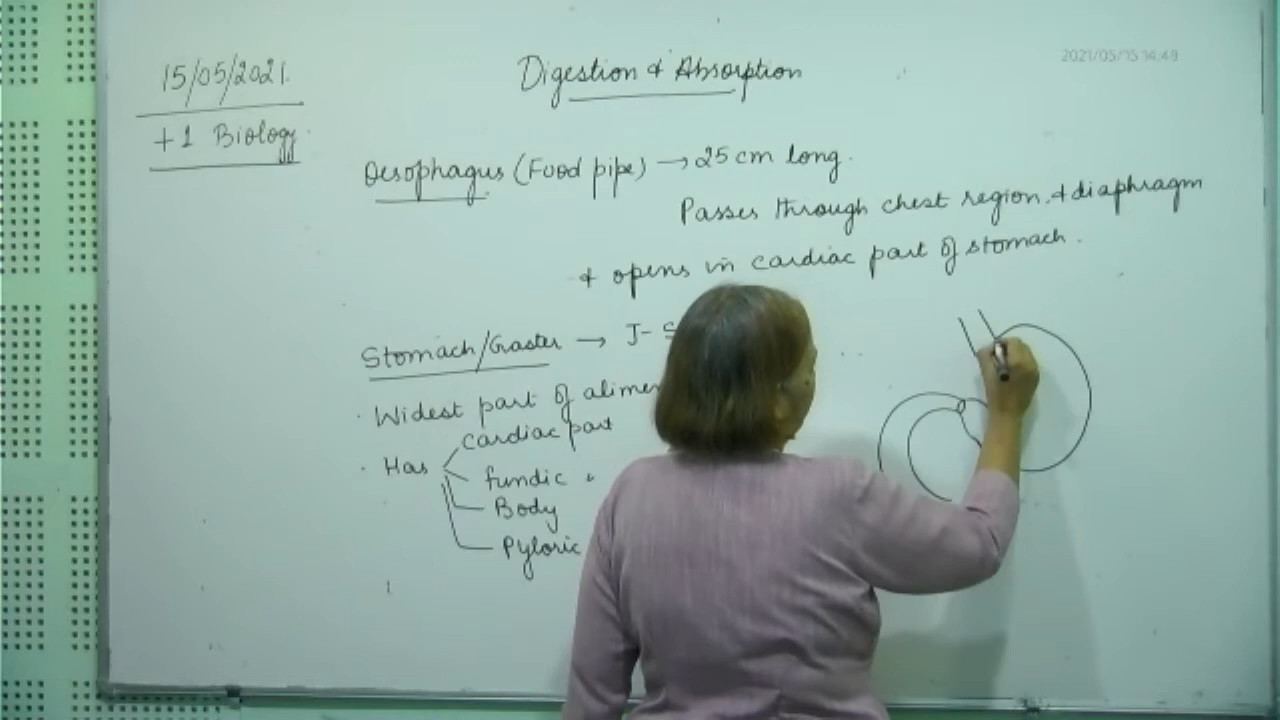 15/05/2021.
+1 Biology
Digestion & Absorption
2021/05/15 14:49
Oesophagus (Food pipe) → 25 cm long.
Passes through chest region & diaphragm
& opens in cardiac part of stomach.
Stomach/Gaster → J-
Widest part of
· Has cardiac part
fundic
Body
Pyloric